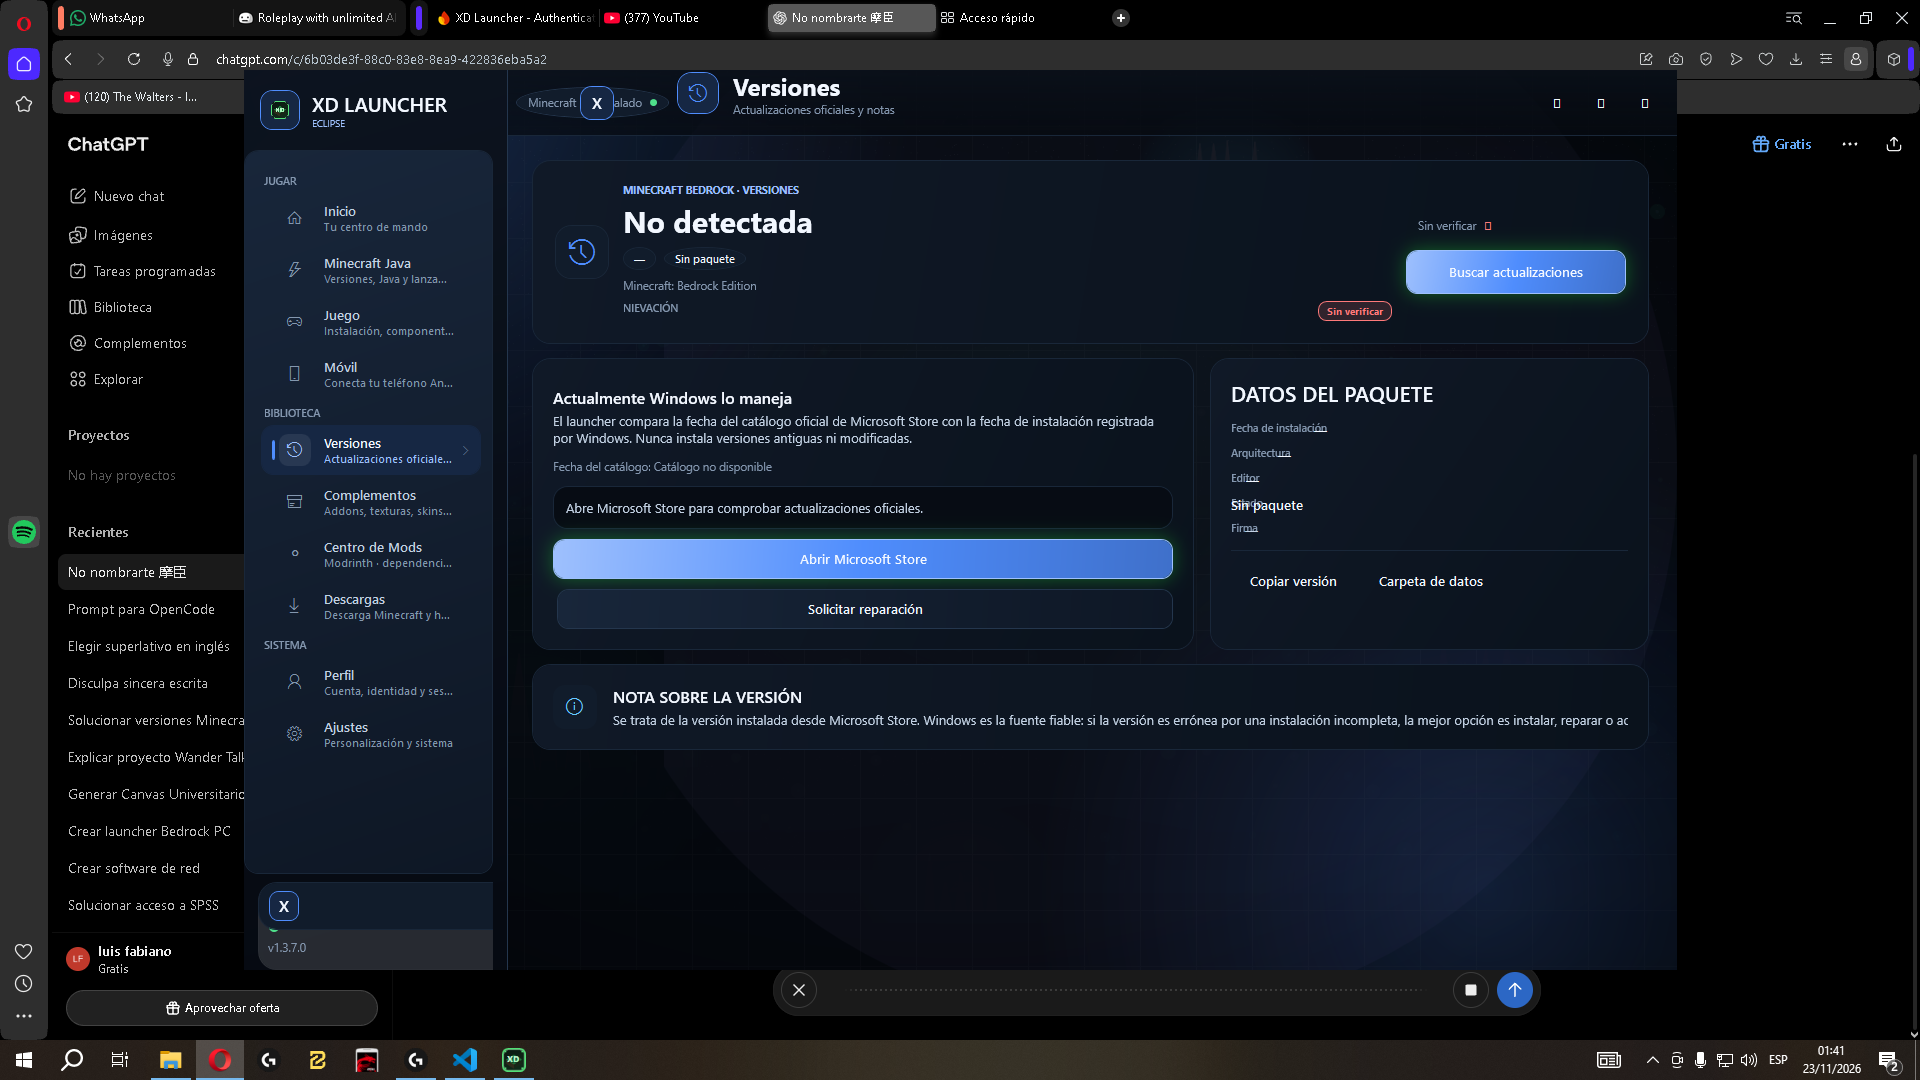 WhatsApp
Roleplay with unlimited AI
XD Launcher - Authentica
(377) YouTube
No nombrarte 摩臣
Acceso rápido
chatgpt.com/c/6b03de3f-88c0-83e8-8ea9-422836eba5a2
(120) The Walters - I...
ChatGPT
Nuevo chat
Imágenes
Tareas programadas
Biblioteca
Complementos
Explorar
Proyectos
No hay proyectos
Recientes
No nombrarte 摩臣
Prompt para OpenCode
Elegir superlativo en inglés
Disculpa sincera escrita
Solucionar versiones Minecra
Explicar proyecto Wander Talk
Generar Canvas Universitario
Crear launcher Bedrock PC
Crear software de red
Solucionar acceso a SPSS
LF
luis fabiano
Gratis
Aprovechar oferta
XD
XD LAUNCHER
ECLIPSE
JUGAR
Inicio
Tu centro de mando
Minecraft Java
Versiones, Java y lanza...
Juego
Instalación, component...
Móvil
Conecta tu teléfono An...
BIBLIOTECA
Versiones
Actualizaciones oficiale...
Complementos
Addons, texturas, skins...
Centro de Mods
Modrinth · dependenci...
Descargas
Descarga Minecraft y h...
SISTEMA
Perfil
Cuenta, identidad y ses...
Ajustes
Personalización y sistema
X
v1.3.7.0
Minecraft
X
alado
Versiones
Actualizaciones oficiales y notas
MINECRAFT BEDROCK · VERSIONES
No detectada
—
Sin paquete
Minecraft: Bedrock Edition
NIEVACIÓN
Sin verificar
Buscar actualizaciones
Sin verificar
Actualmente Windows lo maneja
El launcher compara la fecha del catálogo oficial de Microsoft Store con la fecha de instalación registrada
por Windows. Nunca instala versiones antiguas ni modificadas.
Fecha del catálogo: Catálogo no disponible
Abre Microsoft Store para comprobar actualizaciones oficiales.
Abrir Microsoft Store
Solicitar reparación
DATOS DEL PAQUETE
Fecha de instalación
Arquitectura
Editor
Estado
Sin paquete
Firma
Copiar versión
Carpeta de datos
NOTA SOBRE LA VERSIÓN
Se trata de la versión instalada desde Microsoft Store. Windows es la fuente fiable: si la versión es errónea por una instalación incompleta, la mejor opción es instalar, reparar o ac
Gratis
XD
ESP
01:41
23/11/2026
2